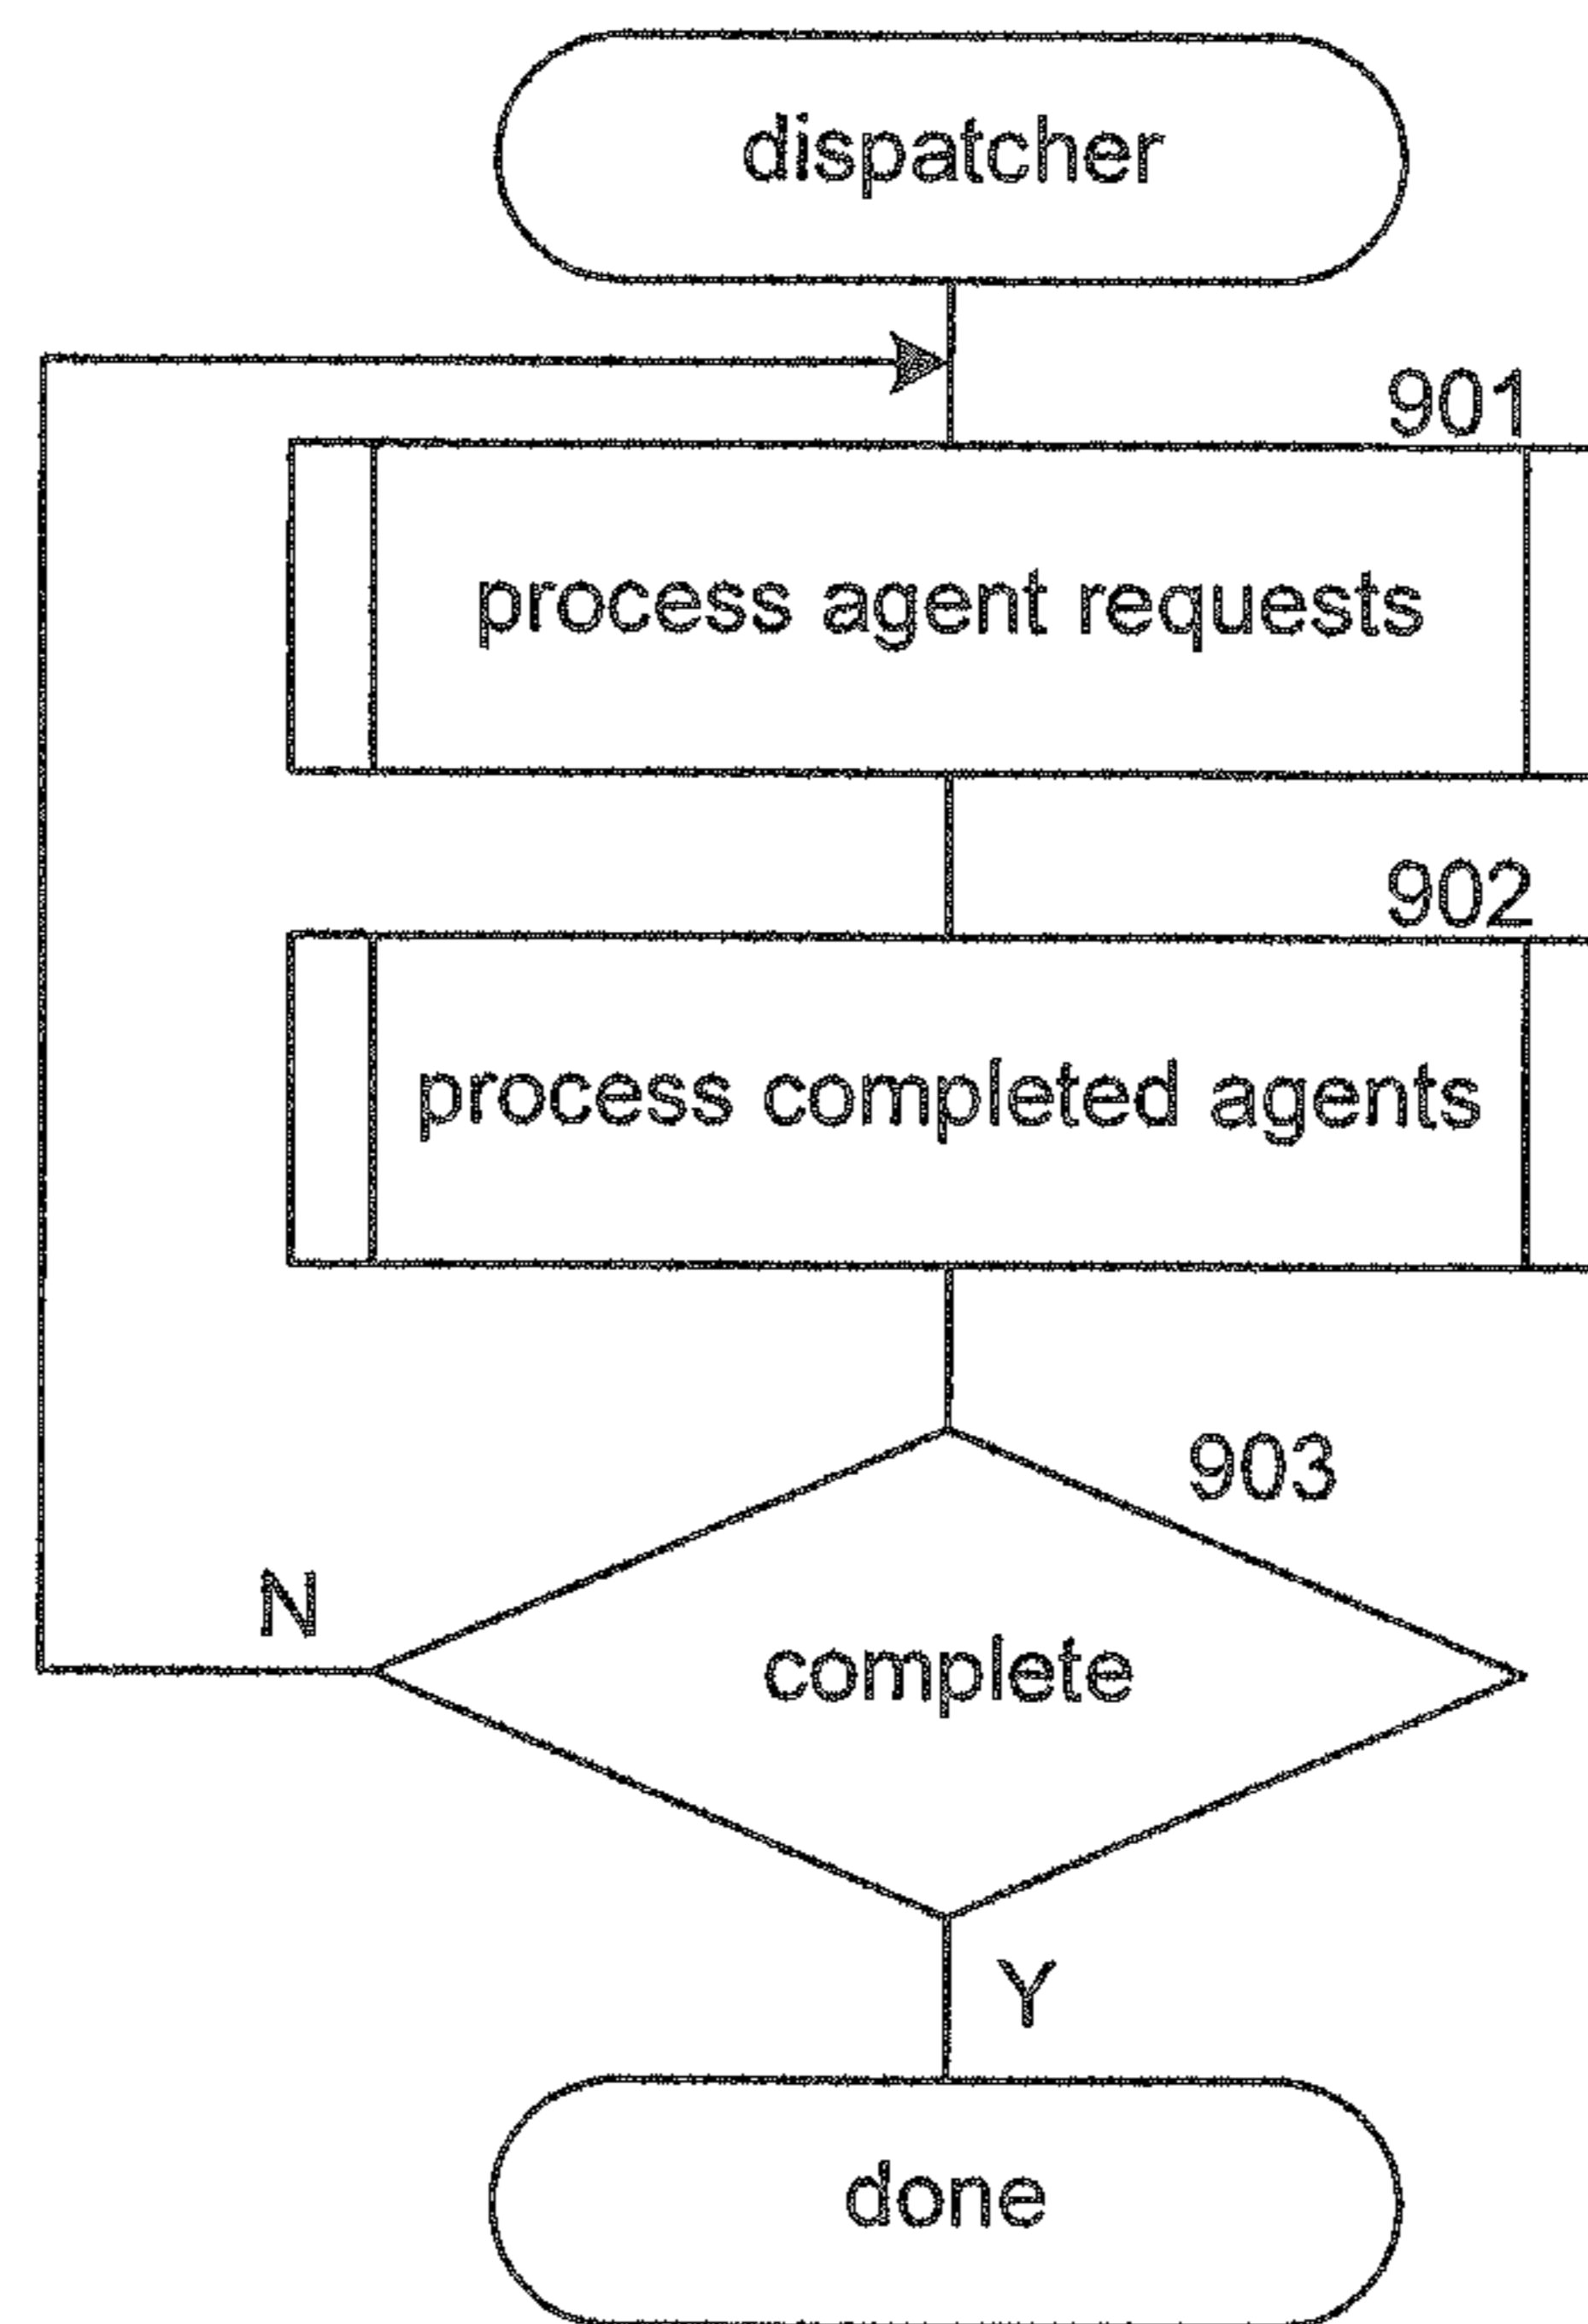 dispatcher
901
process agent requests
902
process completed agents
903
N
complete
Y
done